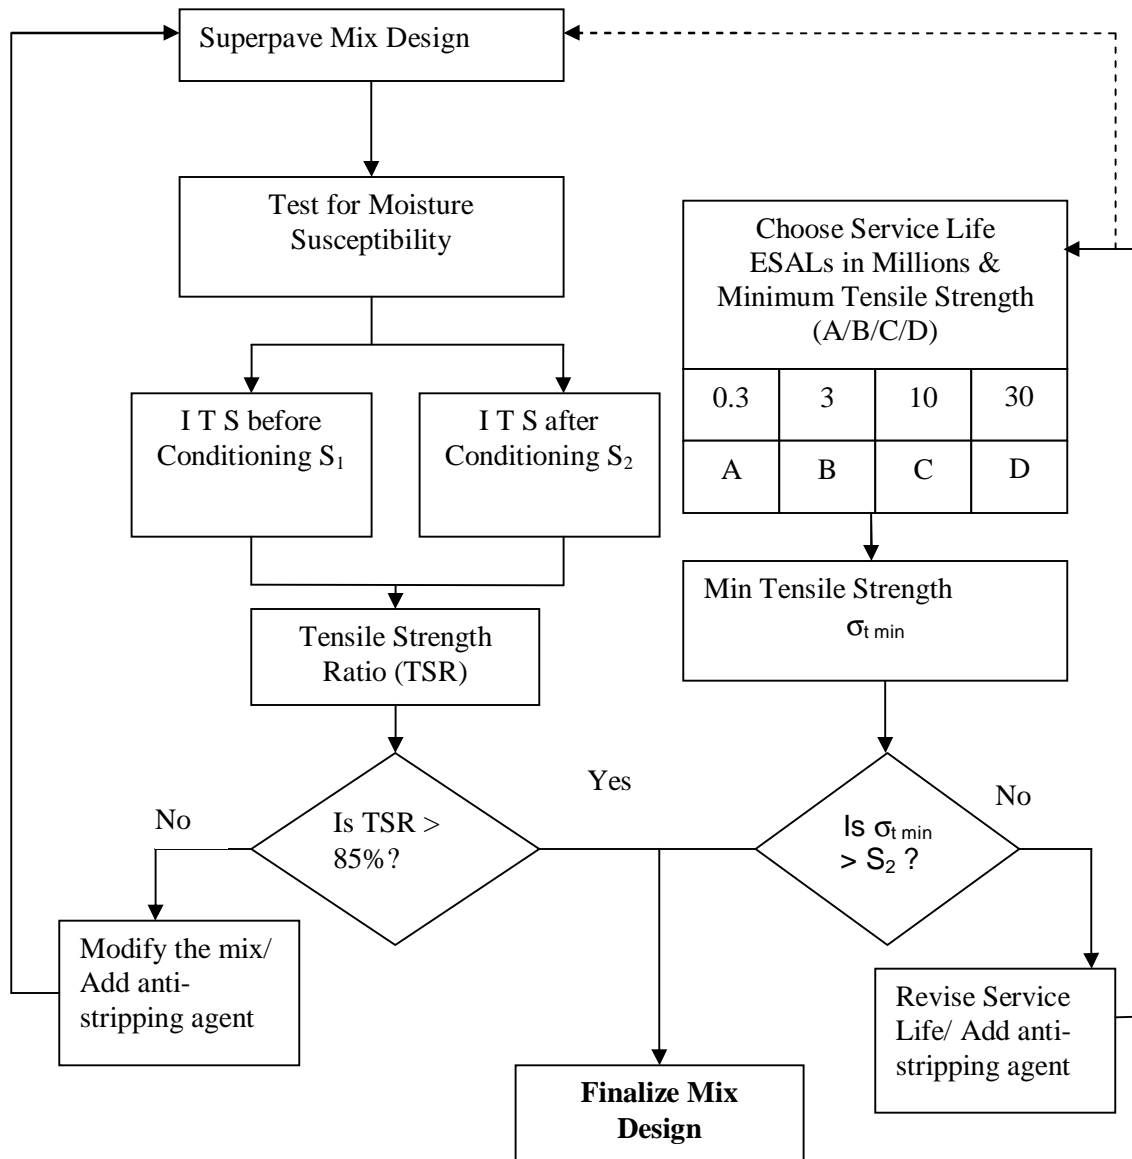 Superpave Mix Design
Test for Moisture
Susceptibility
I T S before
Conditioning S₁
I T S after
Conditioning S₂
Tensile Strength
Ratio (TSR)
Choose Service Life
ESALs in Millions &
Minimum Tensile Strength
(A/B/C/D)
0.3 3 10 30
A B C D
Min Tensile Strength
σt min
Is TSR >
85%?
Yes
No
Is σt min
> S₂ ?
No
Modify the mix/
Add anti-
stripping agent
Revise Service
Life/ Add anti-
stripping agent
Finalize Mix
Design